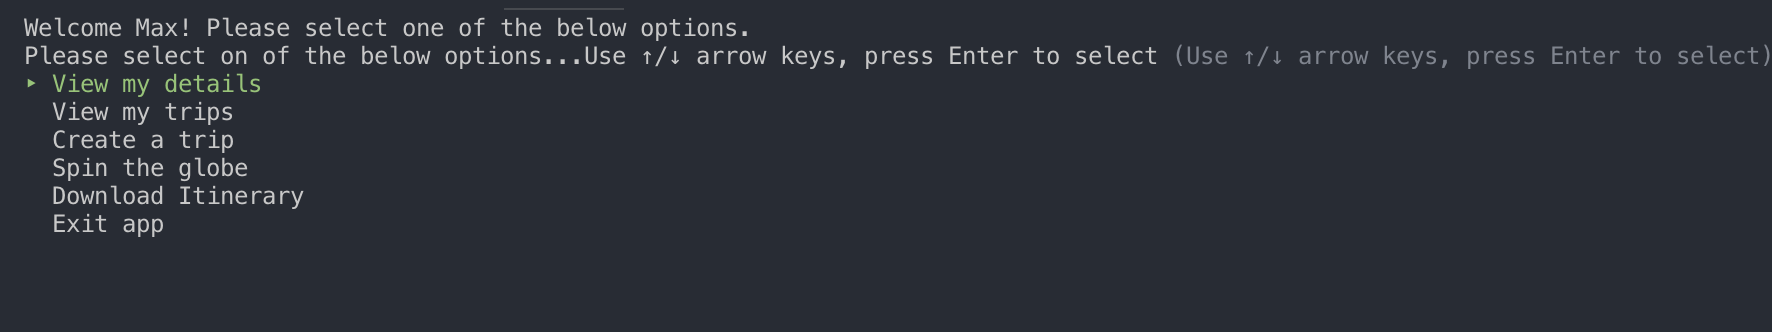 Welcome Max! Please select one of the below options.
Please select on of the below options...Use ↑/↓ arrow keys, press Enter to select (Use ↑/↓ arrow keys, press Enter to select)
‣ View my details
View my trips
Create a trip
Spin the globe
Download Itinerary
Exit app